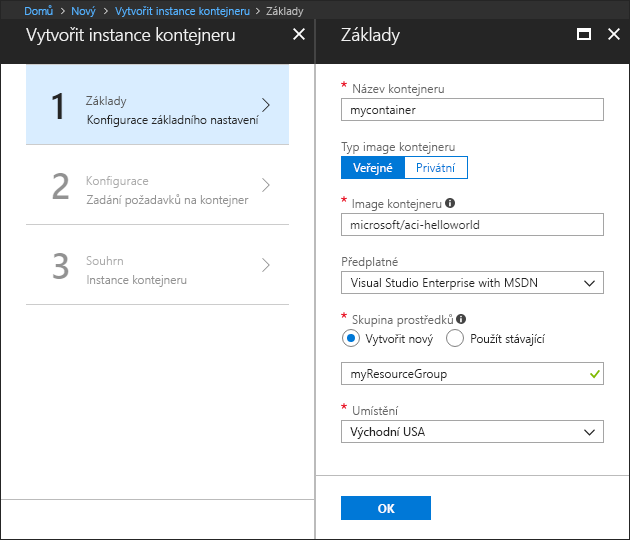 Domů > Nový > Vytvořit instance kontejneru > Základy
Vytvořit instance kontejneru
1
Základy
Konfigurace základního nastavení
2
Konfigurace
Zadání požadavků na kontejner
3
Souhrn
Instance kontejneru
Základy
* Název kontejneru
mycontainer
Typ image kontejneru
Veřejné Privátní
* Image kontejneru
microsoft/aci-helloworld
Předplatné
Visual Studio Enterprise with MSDN
* Skupina prostředků
Vytvořit nový Použít stávající
myResourceGroup
* Umístění
Východní USA
OK